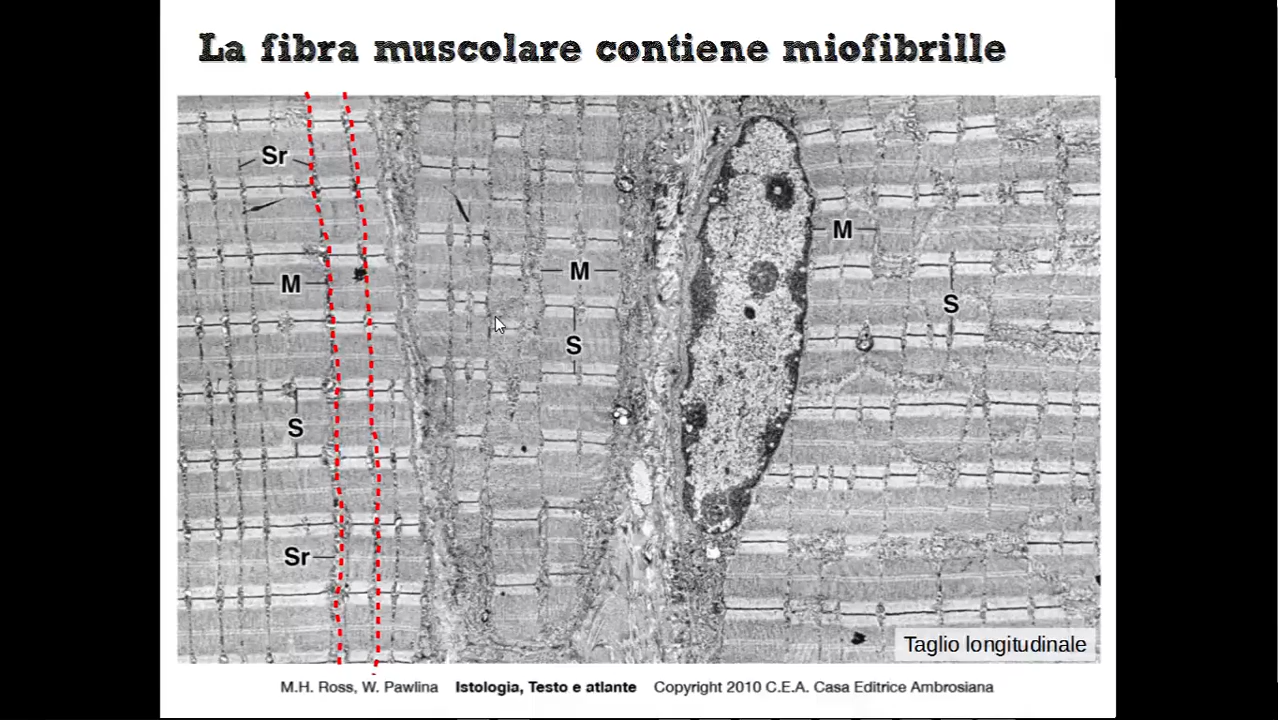 La fibra muscolare contiene miofibrille
Sr
M
M
M
S
S
S
Sr
Taglio longitudinale
M.H. Ross, W. Pawlina Istologia, Testo e atlante Copyright 2010 C.E.A. Casa Editrice Ambrosiana